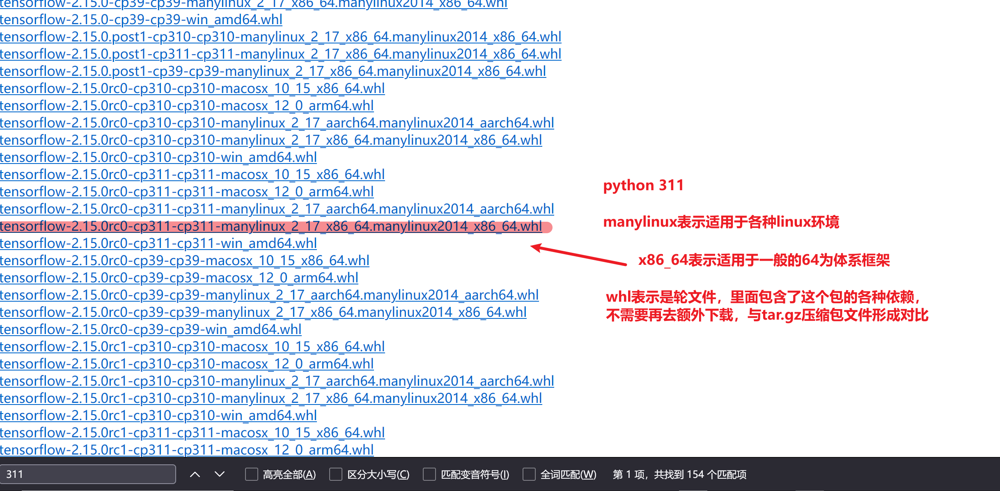 tensorflow-2.15.0-cp39-cp39-manylinux_2_17_x86_64.manylinux2014_x86_64.whl
tensorflow-2.15.0-cp39-cp39-win_amd64.whl
tensorflow-2.15.0.post1-cp310-cp310-manylinux_2_17_x86_64.manylinux2014_x86_64.whl
tensorflow-2.15.0.post1-cp311-cp311-manylinux_2_17_x86_64.manylinux2014_x86_64.whl
tensorflow-2.15.0.post1-cp39-cp39-manylinux_2_17_x86_64.manylinux2014_x86_64.whl
tensorflow-2.15.0rc0-cp310-cp310-macosx_10_15_x86_64.whl
tensorflow-2.15.0rc0-cp310-cp310-macosx_12_0_arm64.whl
tensorflow-2.15.0rc0-cp310-cp310-manylinux_2_17_aarch64.manylinux2014_aarch64.whl
tensorflow-2.15.0rc0-cp310-cp310-manylinux_2_17_x86_64.manylinux2014_x86_64.whl
tensorflow-2.15.0rc0-cp310-cp310-win_amd64.whl
tensorflow-2.15.0rc0-cp311-cp311-macosx_10_15_x86_64.whl
tensorflow-2.15.0rc0-cp311-cp311-macosx_12_0_arm64.whl
tensorflow-2.15.0rc0-cp311-cp311-manylinux_2_17_aarch64.manylinux2014_aarch64.whl
tensorflow-2.15.0rc0-cp311-cp311-manylinux_2_17_x86_64.manylinux2014_x86_64.whl
tensorflow-2.15.0rc0-cp311-cp311-win_amd64.whl
tensorflow-2.15.0rc0-cp39-cp39-macosx_10_15_x86_64.whl
tensorflow-2.15.0rc0-cp39-cp39-macosx_12_0_arm64.whl
tensorflow-2.15.0rc0-cp39-cp39-manylinux_2_17_aarch64.manylinux2014_aarch64.whl
tensorflow-2.15.0rc0-cp39-cp39-manylinux_2_17_x86_64.manylinux2014_x86_64.whl
tensorflow-2.15.0rc0-cp39-cp39-win_amd64.whl
tensorflow-2.15.0rc1-cp310-cp310-macosx_10_15_x86_64.whl
tensorflow-2.15.0rc1-cp310-cp310-macosx_12_0_arm64.whl
tensorflow-2.15.0rc1-cp310-cp310-manylinux_2_17_aarch64.manylinux2014_aarch64.whl
tensorflow-2.15.0rc1-cp310-cp310-manylinux_2_17_x86_64.manylinux2014_x86_64.whl
tensorflow-2.15.0rc1-cp310-cp310-win_amd64.whl
tensorflow-2.15.0rc1-cp311-cp311-macosx_10_15_x86_64.whl
tensorflow-2.15.0rc1-cp311-cp311-macosx_12_0_arm64.whl
python 311
manylinux表示适用于各种linux环境
x86_64表示适用于一般的64为体系框架
whl表示是轮文件，里面包含了这个包的各种依赖，
不需要再去额外下载，与tar.gz压缩包文件形成对比
311 高亮全部(A) 区分大小写(C) 匹配变音符号(I) 全词匹配(W) 第 1 项，共找到 154 个匹配项